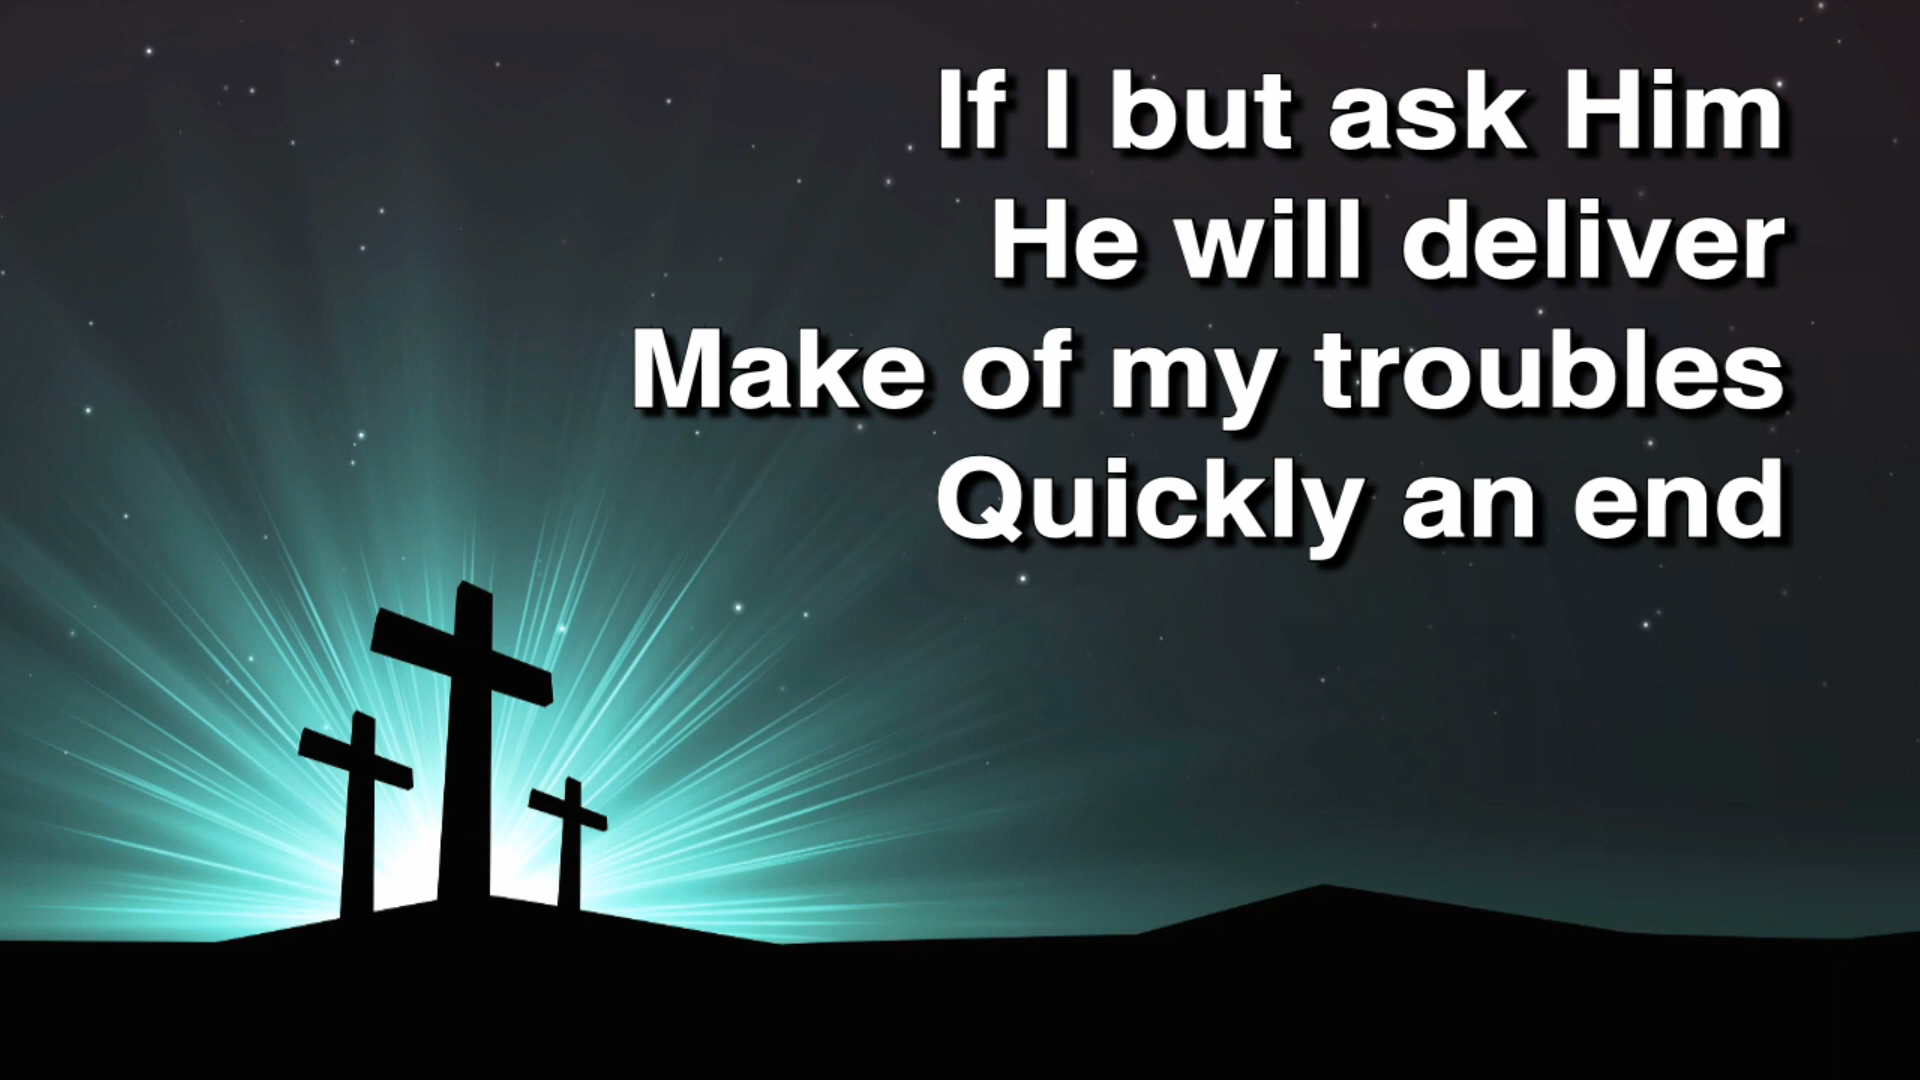 If I but ask Him
He will deliver
Make of my troubles
Quickly an end